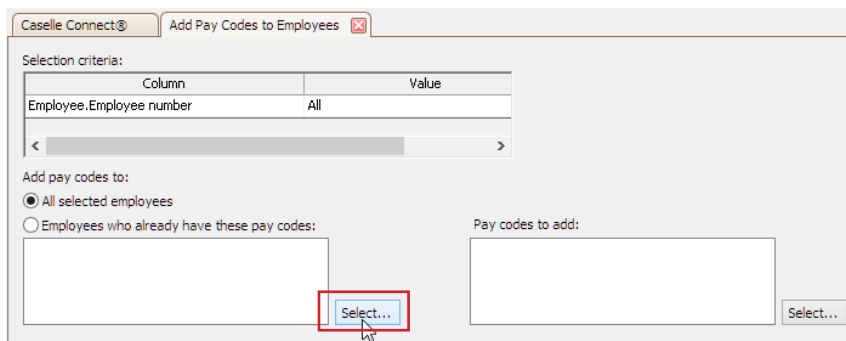 Caselle Connect® Add Pay Codes to Employees
Selection criteria:
Column Value
Employee.Employee number All
Add pay codes to:
All selected employees
Employees who already have these pay codes: Pay codes to add:
Select... Select...